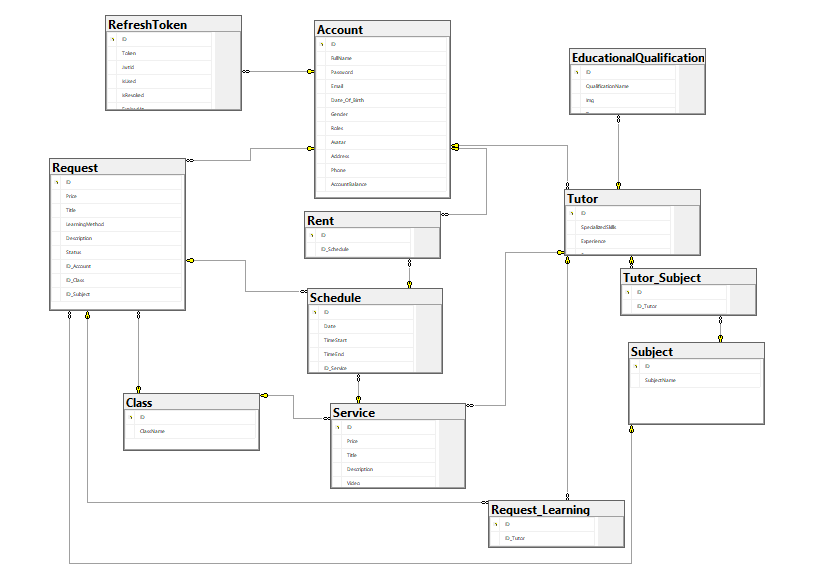 RefreshToken
ID
Token
JwtId
IsUsed
IsRevoked
Account
ID
FullName
Password
Email
Date_Of_Birth
Gender
Roles
Avatar
Address
Phone
AccountBalance
EducationalQualification
ID
QualificationName
Img
Request
ID
Price
Title
LearningMethod
Description
Status
ID_Account
ID_Class
ID_Subject
Rent
ID
ID_Schedule
Tutor
ID
SpecializedSkills
Experience
Tutor_Subject
ID
ID_Tutor
Schedule
ID
Date
TimeStart
TimeEnd
ID_Service
Subject
ID
SubjectName
Class
ID
ClassName
Service
ID
Price
Title
Description
Video
Request_Learning
ID
ID_Tutor